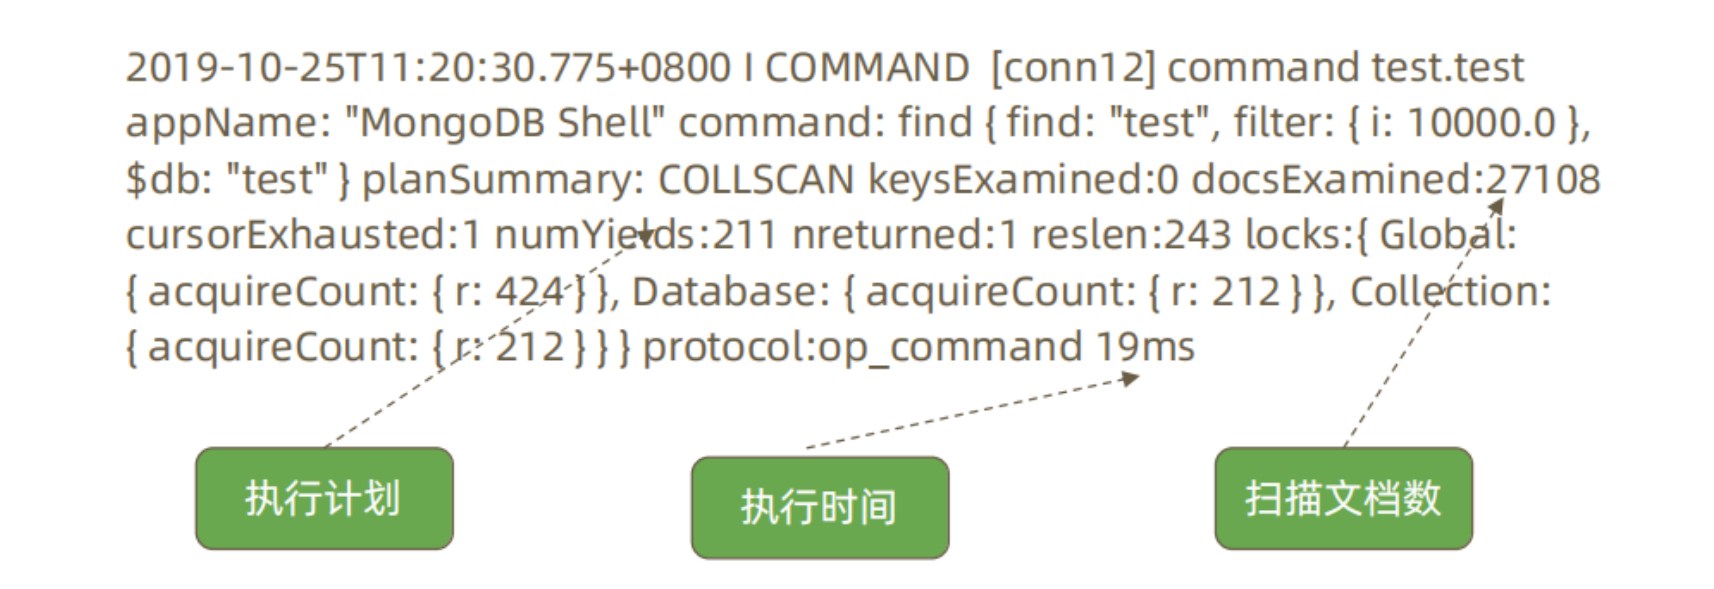 2019-10-25T11:20:30.775+0800 I COMMAND  [conn12] command test.test
appName: "MongoDB Shell" command: find { find: "test", filter: { i: 10000.0 },
$db: "test" } planSummary: COLLSCAN keysExamined:0 docsExamined:27108
cursorExhausted:1 numYields:211 nreturned:1 reslen:243 locks:{ Global:
{ acquireCount: { r: 424 } }, Database: { acquireCount: { r: 212 } }, Collection:
{ acquireCount: { r: 212 } } } protocol:op_command 19ms
执行计划
执行时间
扫描文档数